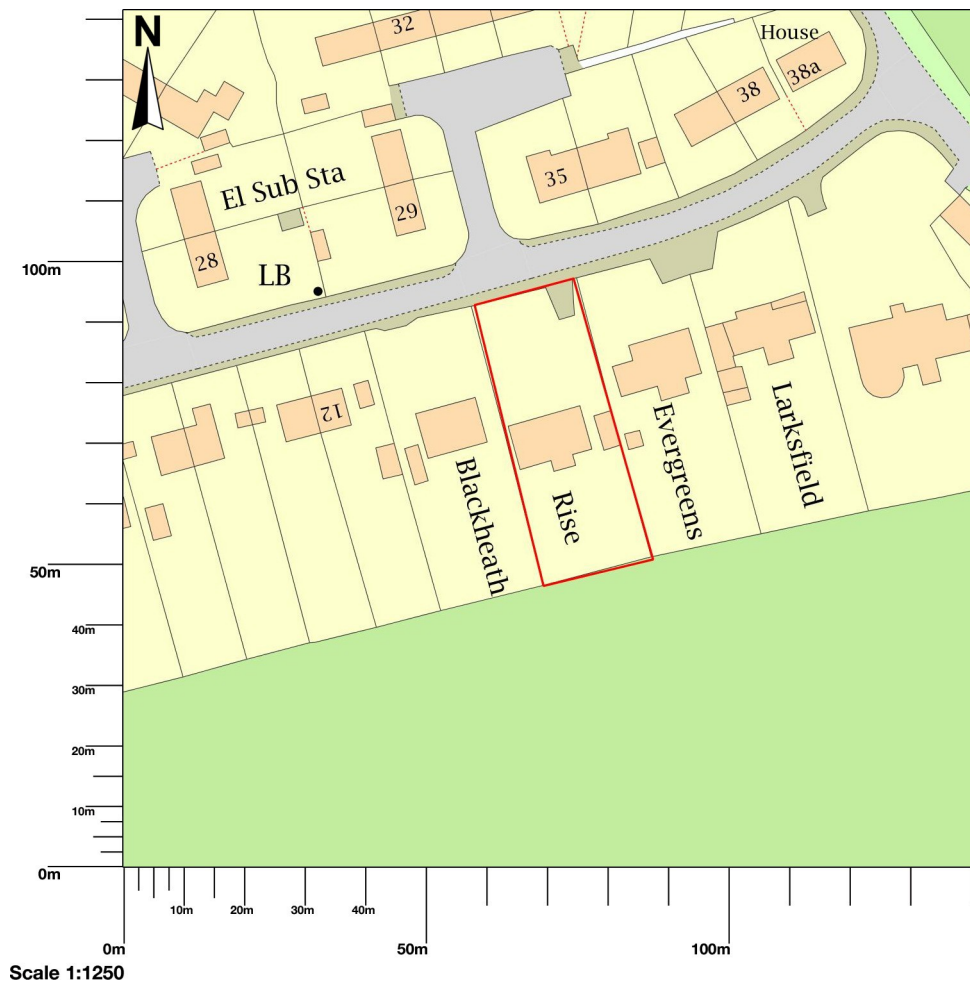 N
32
House
38a
38
35
El Sub Sta
29
28
LB
100m
12
Blackheath
Rise
Evergreens
Larksfield
50m
40m
30m
20m
10m
0m
10m
20m
30m
40m
0m
50m
100m
Scale 1:1250